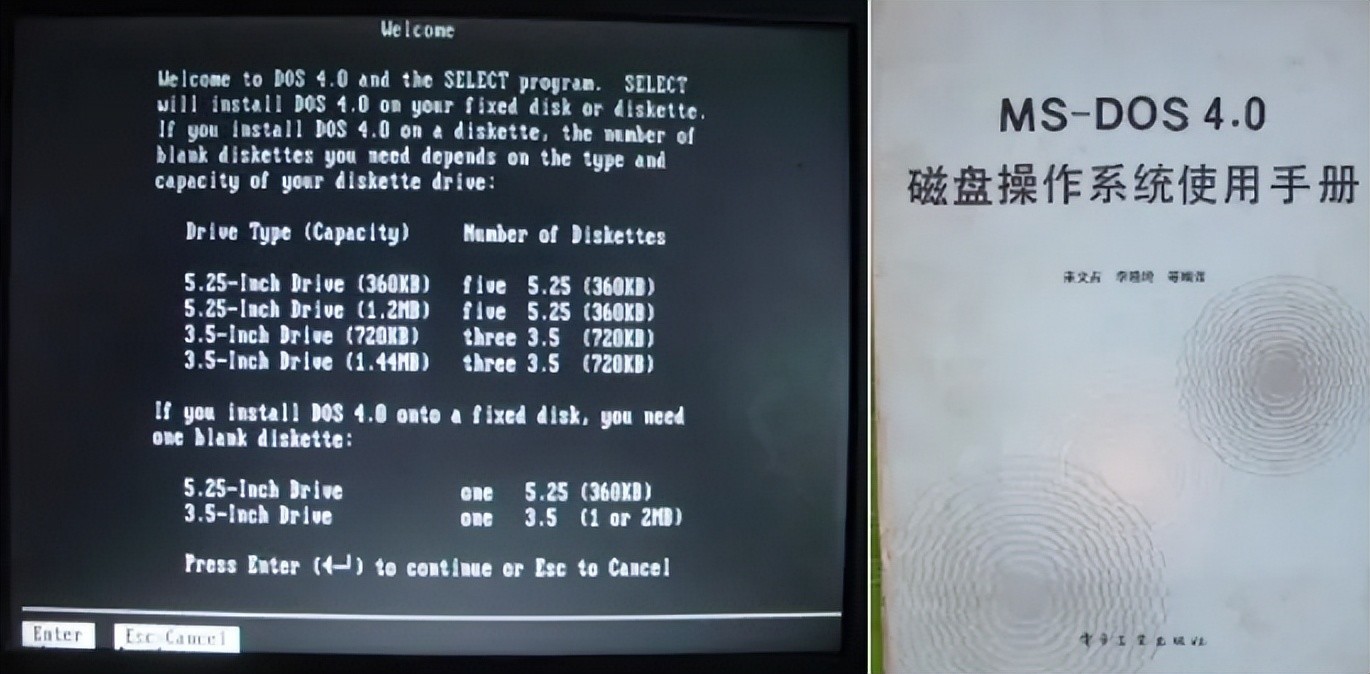 Welcome
Welcome to DOS 4.0 and the SELECT program. SELECT
will install DOS 4.0 on your fixed disk or diskette.
If you install DOS 4.0 on a diskette, the number of
blank diskettes you need depends on the type and
capacity of your diskette drive:
Drive Type (Capacity) Number of Diskettes
5.25-Inch Drive (360KB) five 5.25 (360KB)
5.25-Inch Drive (1.2MB) five 5.25 (360KB)
3.5-Inch Drive (720KB) three 3.5 (720KB)
3.5-Inch Drive (1.44MB) three 3.5 (720KB)
If you install DOS 4.0 onto a fixed disk, you need
one blank diskette:
5.25-Inch Drive one 5.25 (360KB)
3.5-Inch Drive one 3.5 (1 or 2MB)
Press Enter (↵) to continue or Esc to Cancel
Enter Esc=Cancel
MS-DOS 4.0
磁盘操作系统使用手册
电子工业出版社